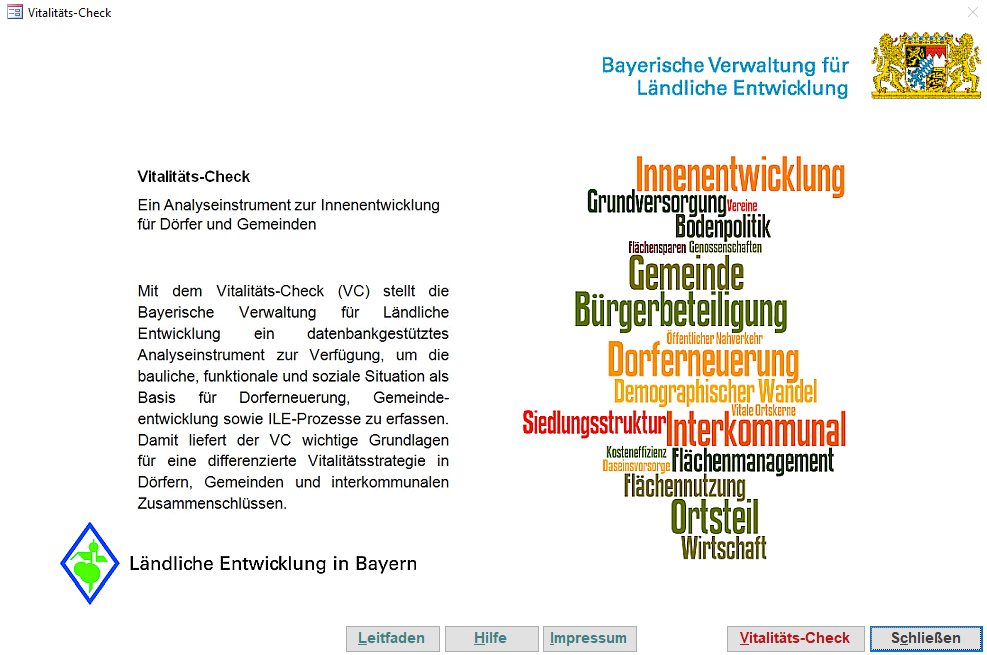 Vitalitäts-Check
Bayerische Verwaltung für
Ländliche Entwicklung
Vitalitäts-Check
Ein Analyseinstrument zur Innenentwicklung
für Dörfer und Gemeinden
Mit dem Vitalitäts-Check (VC) stellt die
Bayerische Verwaltung für Ländliche
Entwicklung ein datenbankgestütztes
Analyseinstrument zur Verfügung, um die
bauliche, funktionale und soziale Situation als
Basis für Dorferneuerung, Gemeinde-
entwicklung sowie ILE-Prozesse zu erfassen.
Damit liefert der VC wichtige Grundlagen
für eine differenzierte Vitalitätsstrategie in
Dörfern, Gemeinden und interkommunalen
Zusammenschlüssen.
Innenentwicklung
Grundversorgung Vereine
Bodenpolitik
Flächensparen Genossenschaften
Gemeinde
Bürgerbeteiligung
Öffentlicher Nahverkehr
Dorferneuerung
Demographischer Wandel
Vitale Ortskerne
Siedlungsstruktur Interkommunal
Kosteneffizienz
Daseinsvorsorge Flächenmanagement
Flächennutzung
Ortsteil
Wirtschaft
Ländliche Entwicklung in Bayern
Leitfaden Hilfe Impressum Vitalitäts-Check Schließen